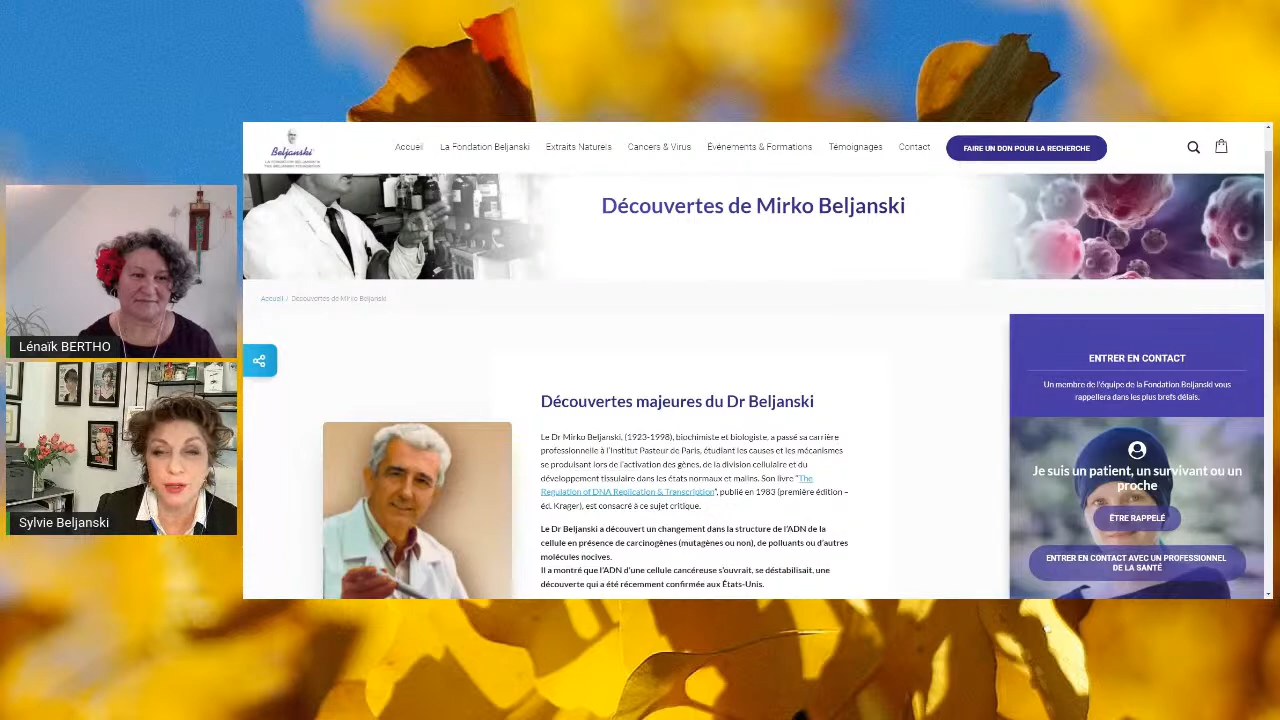 Beljanski
Accueil
La Fondation Beljanski
Extraits Naturels
Cancers & Virus
Événements & Formations
Témoignages
Contact
FAIRE UN DON POUR LA RECHERCHE
Découvertes de Mirko Beljanski
Accueil / Découvertes de Mirko Beljanski
Lénaïk BERTHO
Sylvie Beljanski
Découvertes majeures du Dr Beljanski
Le Dr Mirko Beljanski, (1923-1998), biochimiste et biologiste, a passé sa carrière
professionnelle à l'Institut Pasteur de Paris, étudiant les causes et les mécanismes
se produisant lors de l'activation des gènes, de la division cellulaire et du
développement tissulaire dans les états normaux et malins. Son livre "The
Regulation of DNA Replication & Transcription", publié en 1983 (première édition –
éd. Krager), est consacré à ce sujet critique.
Le Dr Beljanski a découvert un changement dans la structure de l'ADN de la
cellule en présence de carcinogènes (mutagènes ou non), de polluants ou d'autres
molécules nocives.
Il a montré que l'ADN d'une cellule cancéreuse s'ouvrait, se déstabilisait, une
découverte qui a été récemment confirmée aux États-Unis.
ENTRER EN CONTACT
Un membre de l'équipe de la Fondation Beljanski vous
rappellera dans les plus brefs délais.
Je suis un patient, un survivant ou un
proche
ÊTRE RAPPELÉ
ENTRER EN CONTACT AVEC UN PROFESSIONNEL
DE LA SANTÉ